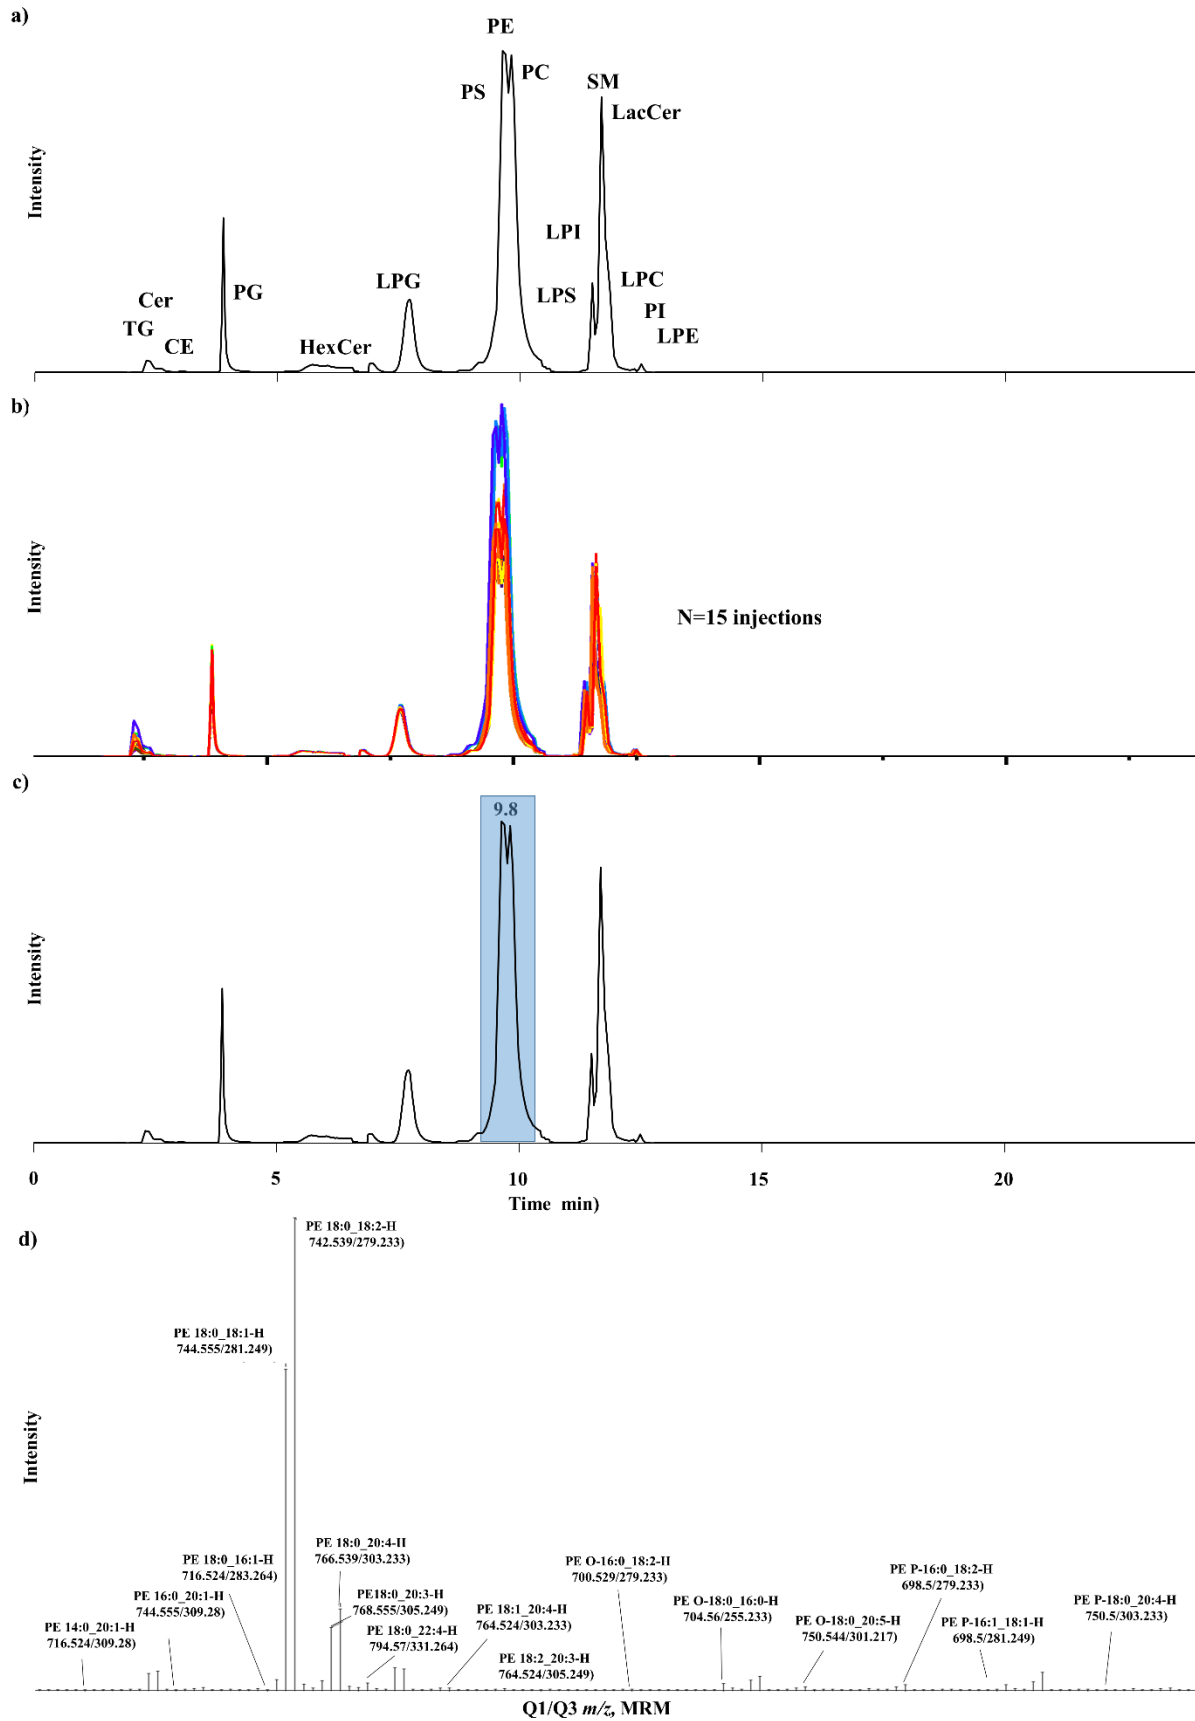 a)
PE
PS
PC
SM
LacCer
Intensity
LPI
LPG
LPS
LPC
PG
Cer
PI
TG
CE
HexCer
LPE
b)
Intensity
N=15 injections
c)
9.8
Intensity
0
5
10
15
20
Time min)
d)
PE 18:0_18:2-H
742.539/279.233)
PE 18:0_18:1-H
744.555/281.249)
Intensity
PE 18:0_16:1-H
716.524/283.264)
PE 16:0_20:1-H
744.555/309.28)
PE 14:0_20:1-H
716.524/309.28)
PE 18:0_20:4-H
766.539/303.233)
PE18:0_20:3-H
768.555/305.249)
PE 18:0_22:4-H
794.57/331.264)
PE 18:1_20:4-H
764.524/303.233)
PE 18:2_20:3-H
764.524/305.249)
PE O-16:0_18:2-H
700.529/279.233)
PE O-18:0_16:0-H
704.56/255.233)
PE O-18:0_20:5-H
750.544/301.217)
PE P-16:0_18:2-H
698.5/279.233)
PE P-16:1_18:1-H
698.5/281.249)
PE P-18:0_20:4-H
750.5/303.233)
Q1/Q3 m/z, MRM